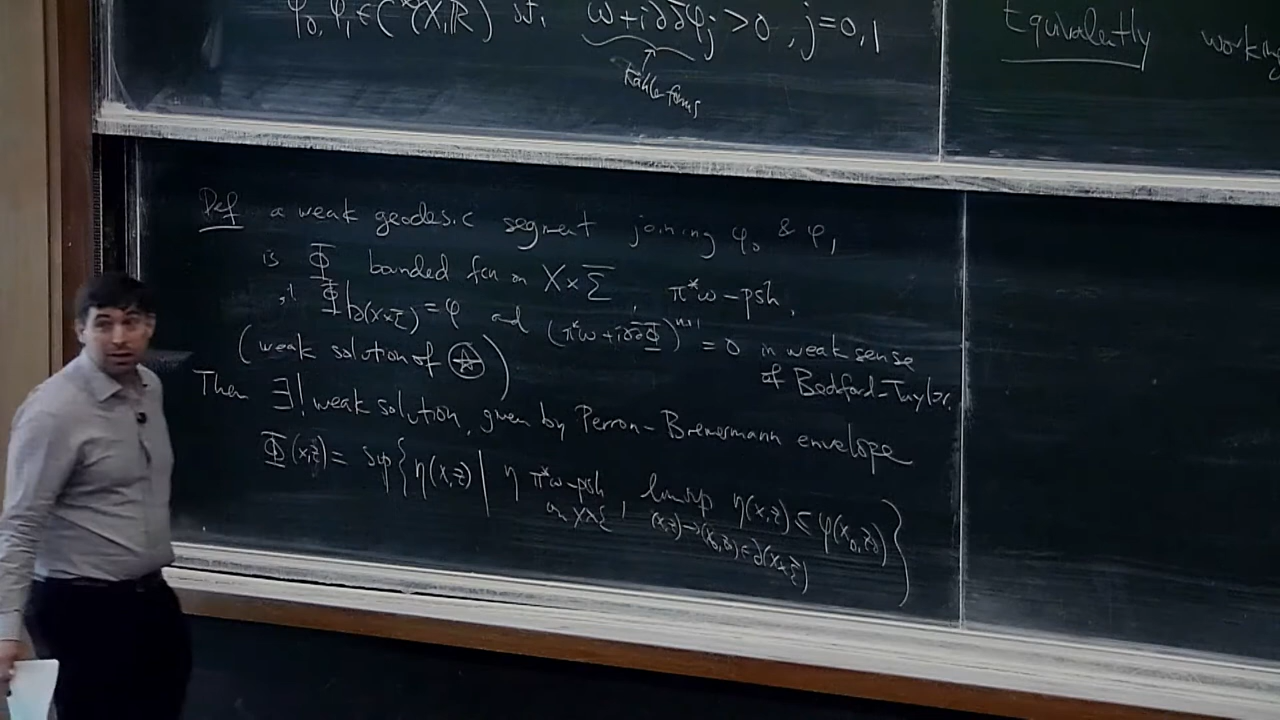 φ₀, φ₁ ∈ C^∞(X,ℝ) s.t. ω+i∂∂̄φⱼ >0, j=0,1
Kähler forms
Equivalently working
Def a weak geodesic segment joining φ₀ & φ₁
is Φ bounded fcn on X×Σ̄, π*ω-psh,
s.t. Φ|∂(X×Σ) = φ and (π*ω+i∂∂̄Φ)ⁿ⁺¹ = 0 in weak sense
of Bedford-Taylor.
(weak solution of ⍟)
Then ∃! weak solution, given by Perron-Bremermann envelope
Φ(x,z) = sup{η(x,z) | η π*ω-psh on X×Σ, limsup η(x,z) ≤ φ(x₀,z₀)}
(x,z)→(x₀,z₀)∈∂(X×Σ)